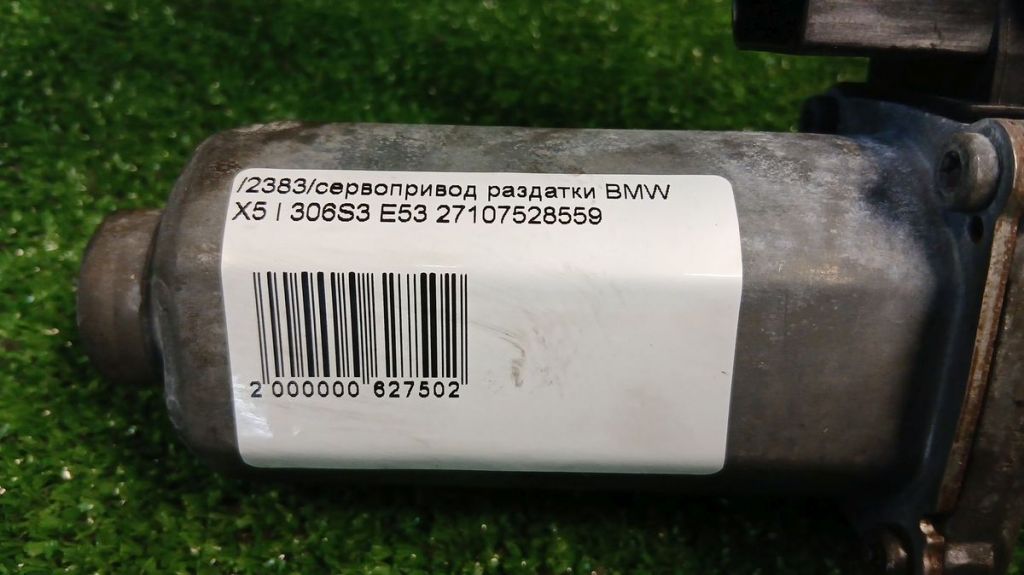 /2383/сервопривод раздатки BMW
X5 I 306S3 E53 27107528559
2 000000 627502